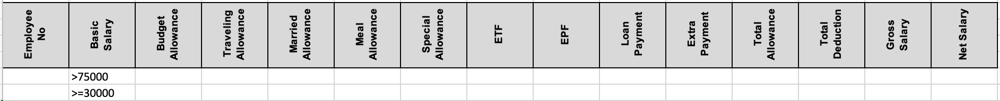 Employee
No
Basic
Salary
Budget
Allowance
Traveling
Allowance
Married
Allowance
Meal
Allowance
Special
Allowance
ETF
EPF
Loan
Payment
Extra
Payment
Total
Allowance
Total
Deduction
Gross
Salary
Net Salary
>75000
>=30000